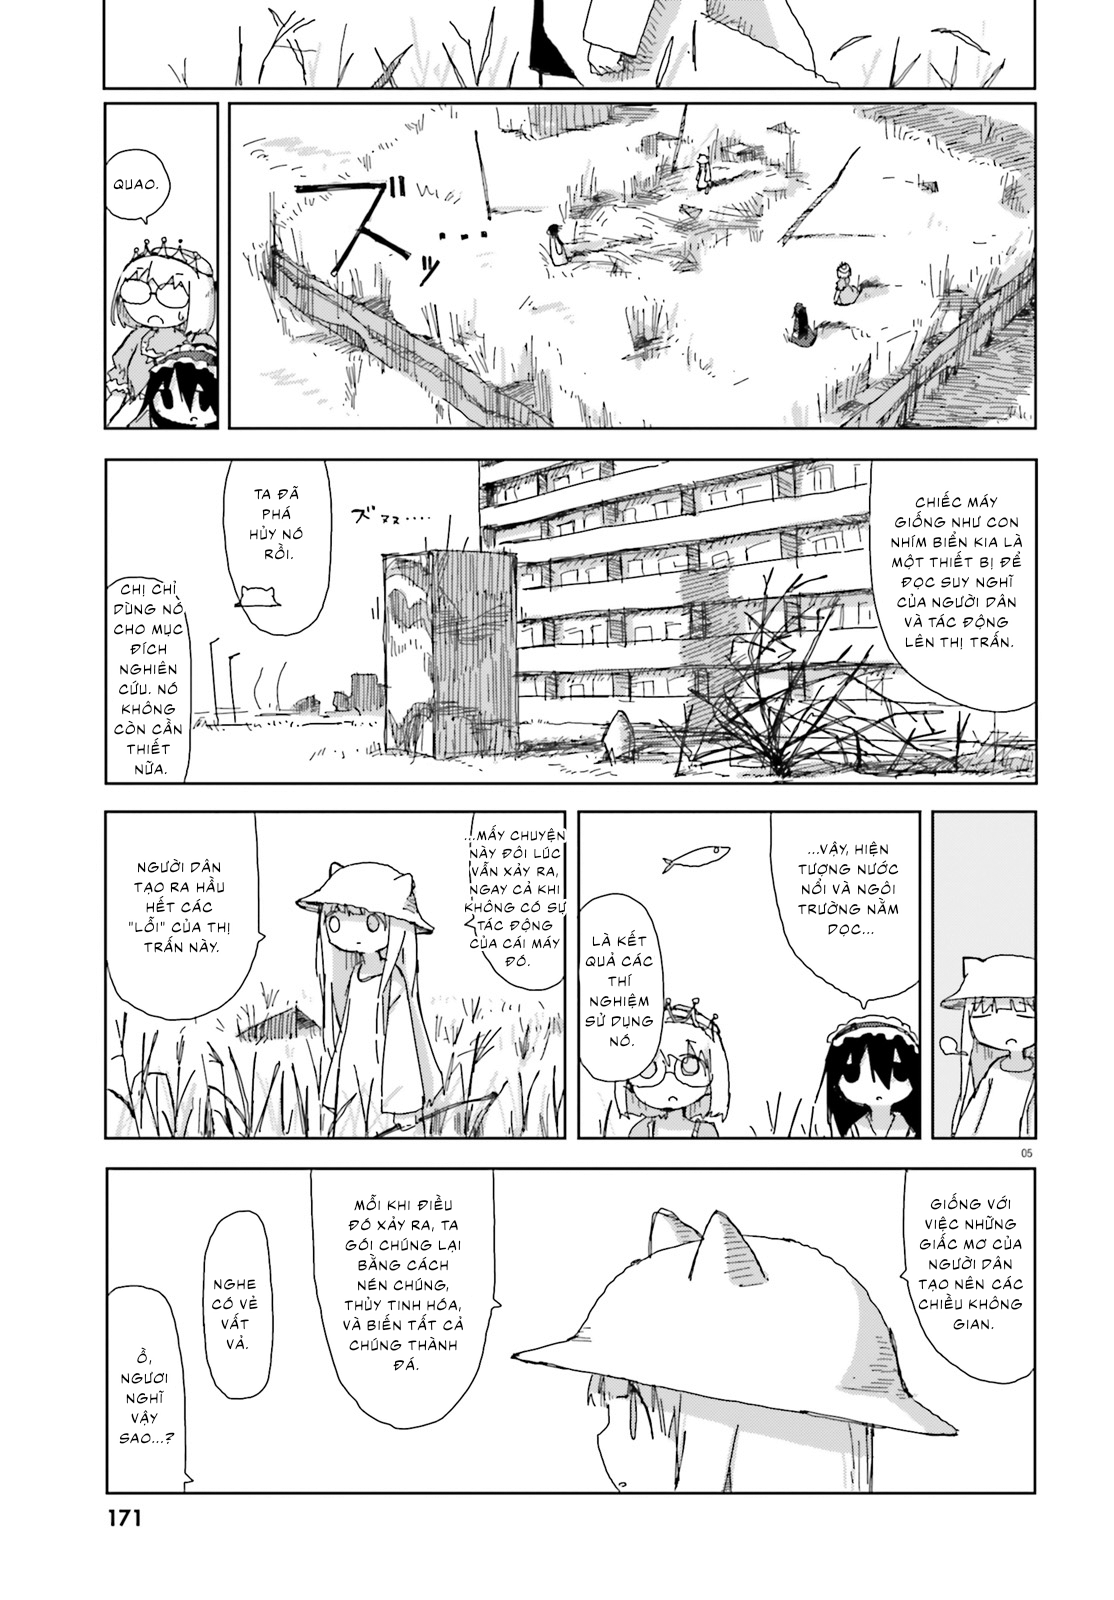 ズッ...
QUAO.
CHIẾC MÁY
GIỐNG NHƯ CON
NHÍM BIỂN KIA LÀ
MỘT THIẾT BỊ ĐỂ
ĐỌC SUY NGHĨ
CỦA NGƯỜI DÂN
VÀ TÁC ĐỘNG
LÊN THỊ TRẤN.
ズヌヌ....
TA ĐÃ
PHÁ
HỦY NÓ
RỒI.
CHỊ CHỈ
DÙNG NÓ
CHO MỤC
ĐÍCH
NGHIÊN
CỨU. NÓ
KHÔNG
CÒN CẦN
THIẾT
NỮA.
...VẬY, HIỆN
TƯỢNG NƯỚC
NỔI VÀ NGÔI
TRƯỜNG NẰM
DỌC...
LÀ KẾT
QUẢ CÁC
THÍ
NGHIỆM
SỬ DỤNG
NÓ.
...MẤY CHUYỆN
NÀY ĐÔI LÚC
VẪN XẢY RA,
NGAY CẢ KHI
KHÔNG CÓ SỰ
TÁC ĐỘNG
CỦA CÁI MÁY
ĐÓ.
NGƯỜI DÂN
TẠO RA HẦU
HẾT CÁC
"LỖI" CỦA THỊ
TRẤN NÀY.
05
GIỐNG VỚI
VIỆC NHỮNG
GIẤC MƠ CỦA
NGƯỜI DÂN
TẠO NÊN CÁC
CHIỀU KHÔNG
GIAN.
MỖI KHI ĐIỀU
ĐÓ XẢY RA, TA
GÓI CHÚNG LẠI
BẰNG CÁCH
NÉN CHÚNG,
THỦY TINH HÓA,
VÀ BIẾN TẤT CẢ
CHÚNG THÀNH
ĐÁ.
NGHE
CÓ VẺ
VẤT
VẢ.
Ồ,
NGƯƠI
NGHĨ
VẬY
SAO...?
171